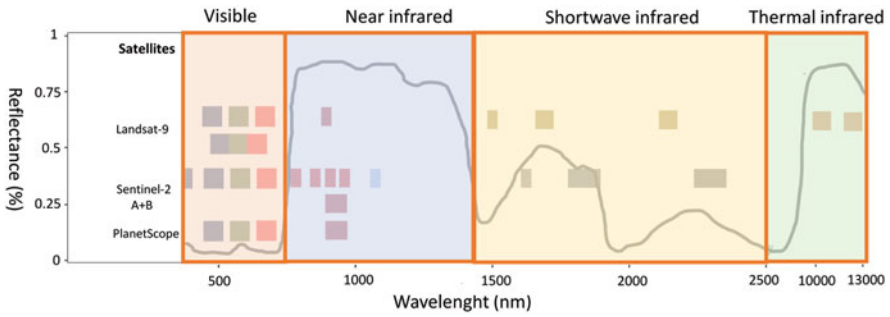 Visible Near infrared Shortwave infrared Thermal infrared
Satellites
Landsat-9
Sentinel-2
A+B
PlanetScope
Reflectance (%)
1
0.75
0.5
0.25
0
500 1000 1500 2000 2500 10000 13000
Wavelenght (nm)